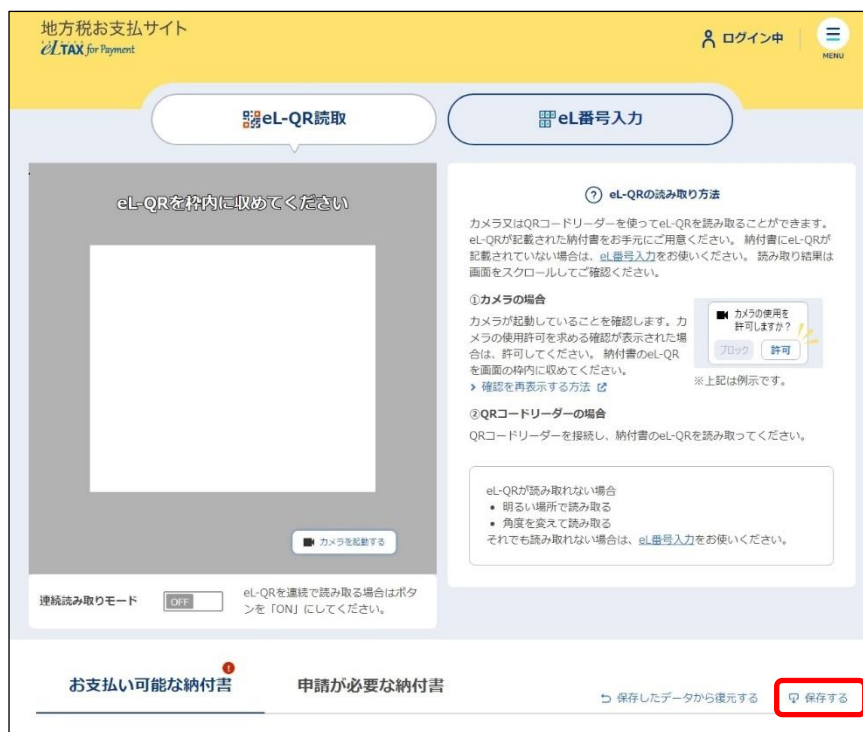 地方税お支払サイト
eLTAX for Payment
ログイン中
MENU
eL-QR読取
eL番号入力
eL-QRを枠内に収めてください
カメラを起動する
連続読み取りモード
OFF
eL-QRを連続で読み取る場合はボタ
ンを「ON」にしてください。
? eL-QRの読み取り方法
カメラ又はQRコードリーダーを使ってeL-QRを読み取ることができます。
eL-QRが記載された納付書をお手元にご用意ください。 納付書にeL-QRが
記載されていない場合は、eL番号入力をお使いください。 読み取り結果は
画面をスクロールしてご確認ください。
①カメラの場合
カメラが起動していることを確認します。カ
メラの使用許可を求める確認が表示された場
合は、許可してください。 納付書のeL-QR
を画面の枠内に収めてください。
> 確認を再表示する方法
カメラの使用を
許可しますか？
ブロック 許可
※上記は例示です。
②QRコードリーダーの場合
QRコードリーダーを接続し、納付書のeL-QRを読み取ってください。
eL-QRが読み取れない場合
• 明るい場所で読み取る
• 角度を変えて読み取る
それでも読み取れない場合は、eL番号入力をお使いください。
お支払い可能な納付書
!
申請が必要な納付書
保存したデータから復元する
保存する